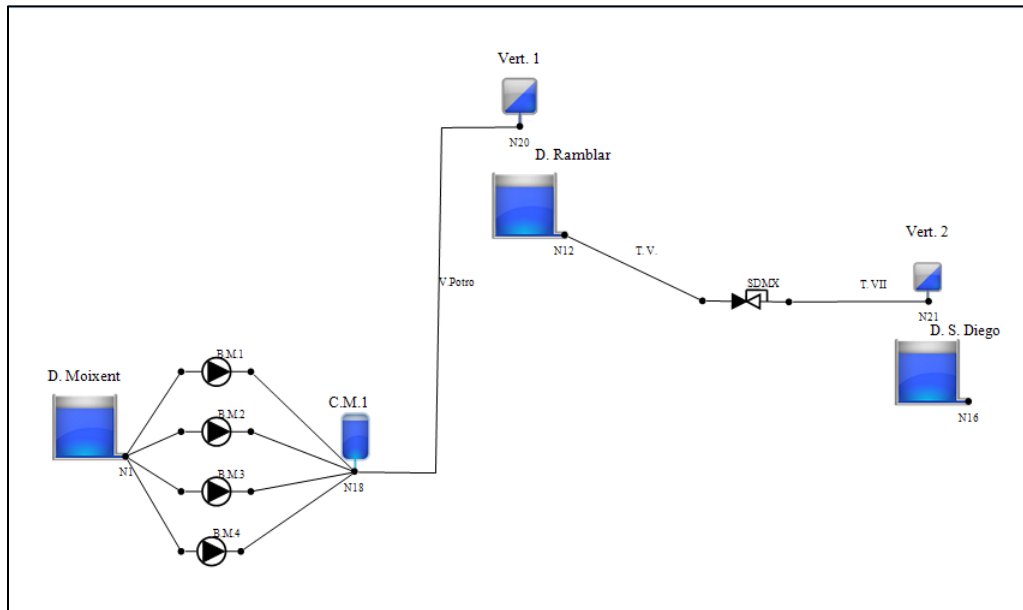 Vert. 1
N20
D. Ramblar
N12
T.V.
SDMX
T.VII
Vert. 2
N21
D. S. Diego
N16
V.Potro
D. Moixent
N1
B.M.1
B.M.2
B.M.3
B.M.4
C.M.1
N18